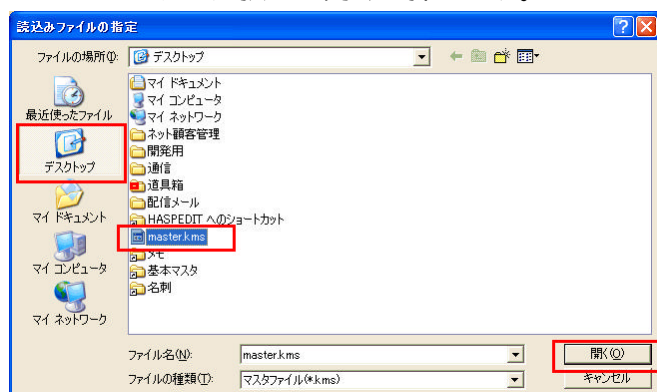 読込みファイルの指定
ファイルの場所(I):
デスクトップ
最近使ったファイル
デスクトップ
マイ ドキュメント
マイ コンピュータ
マイ ネットワーク
マイ ドキュメント
マイ コンピュータ
マイ ネットワーク
ネット顧客管理
開発用
通信
道具箱
配信メール
HASPEDIT へのショートカット
master.kms
メモ
基本マスタ
名刺
ファイル名(N):
master.kms
開く(O)
ファイルの種類(T):
マスタファイル(*.kms)
キャンセル